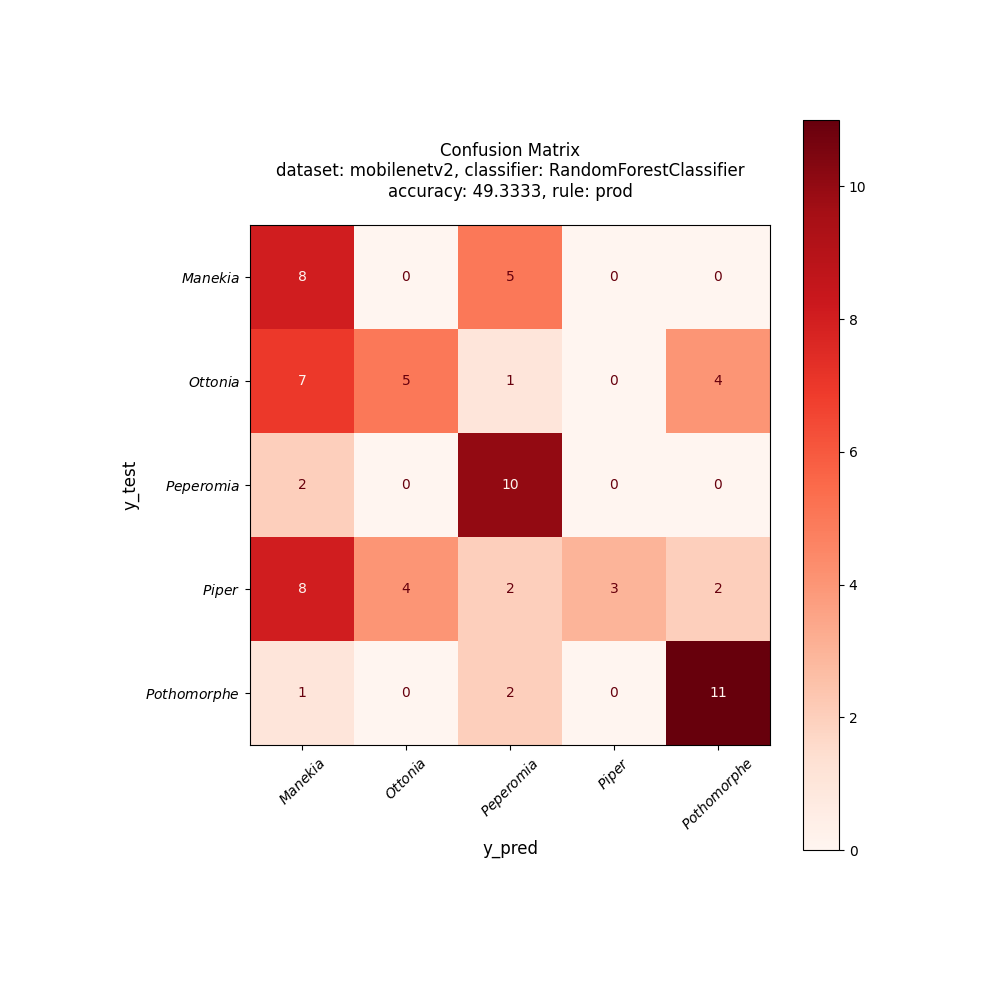 Confusion Matrix
dataset: mobilenetv2, classifier: RandomForestClassifier
accuracy: 49.3333, rule: prod
Manekia 8 0 5 0 0
Ottonia 7 5 1 0 4
Peperomia 2 0 10 0 0
Piper 8 4 2 3 2
Pothomorphe 1 0 2 0 11
Manekia Ottonia Peperomia Piper Pothomorphe
y_test
y_pred
10
8
6
4
2
0